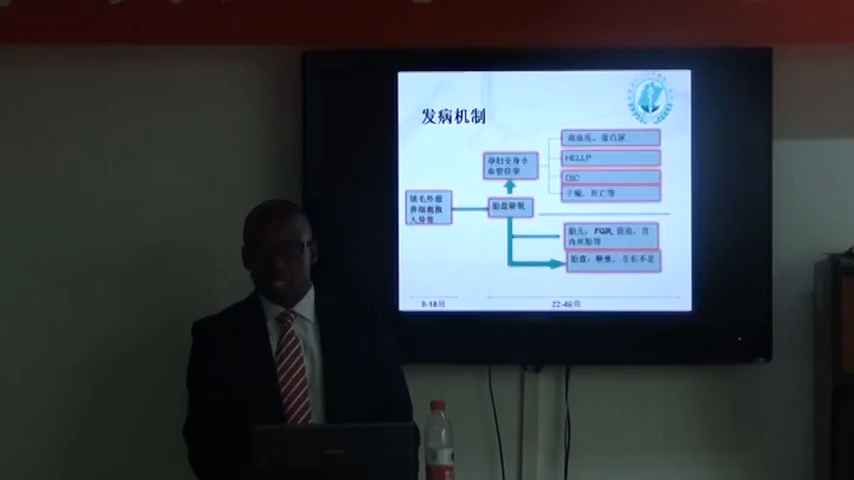 发病机制
高血压、蛋白尿
孕妇全身小
血管痉挛
HELLP
DIC
子痫、死亡等
绒毛外滋
养细胞浸
入异常
胎盘缺氧
胎儿：FGR, 窘迫，宫
内死胎等
胎盘：梗塞，生长不足
8-18周
22-40周